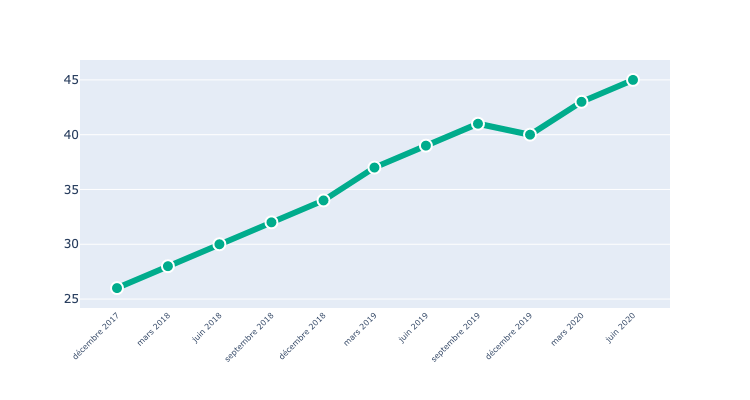 45
40
35
30
25
décembre 2017
mars 2018
juin 2018
septembre 2018
décembre 2018
mars 2019
juin 2019
septembre 2019
décembre 2019
mars 2020
juin 2020